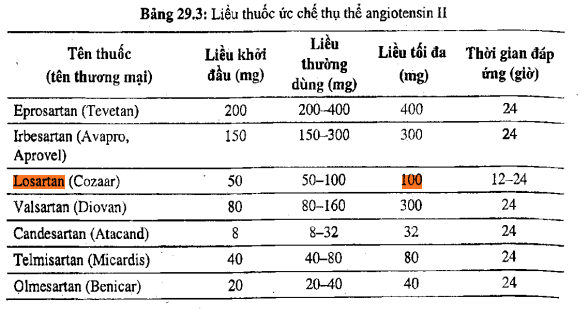 Bảng 29.3: Liều thuốc ức chế thụ thể angiotensin II
Tên thuốc (tên thương mại) Liều khởi đầu (mg) Liều thường dùng (mg) Liều tối đa (mg) Thời gian đáp ứng (giờ)
Eprosartan (Tevetan) 200 200–400 400 24
Irbesartan (Avapro, Aprovel) 150 150–300 300 24
Losartan (Cozaar) 50 50–100 100 12–24
Valsartan (Diovan) 80 80–160 300 24
Candesartan (Atacand) 8 8–32 32 24
Telmisartan (Micardis) 40 40–80 80 24
Olmesartan (Benicar) 20 20–40 40 24